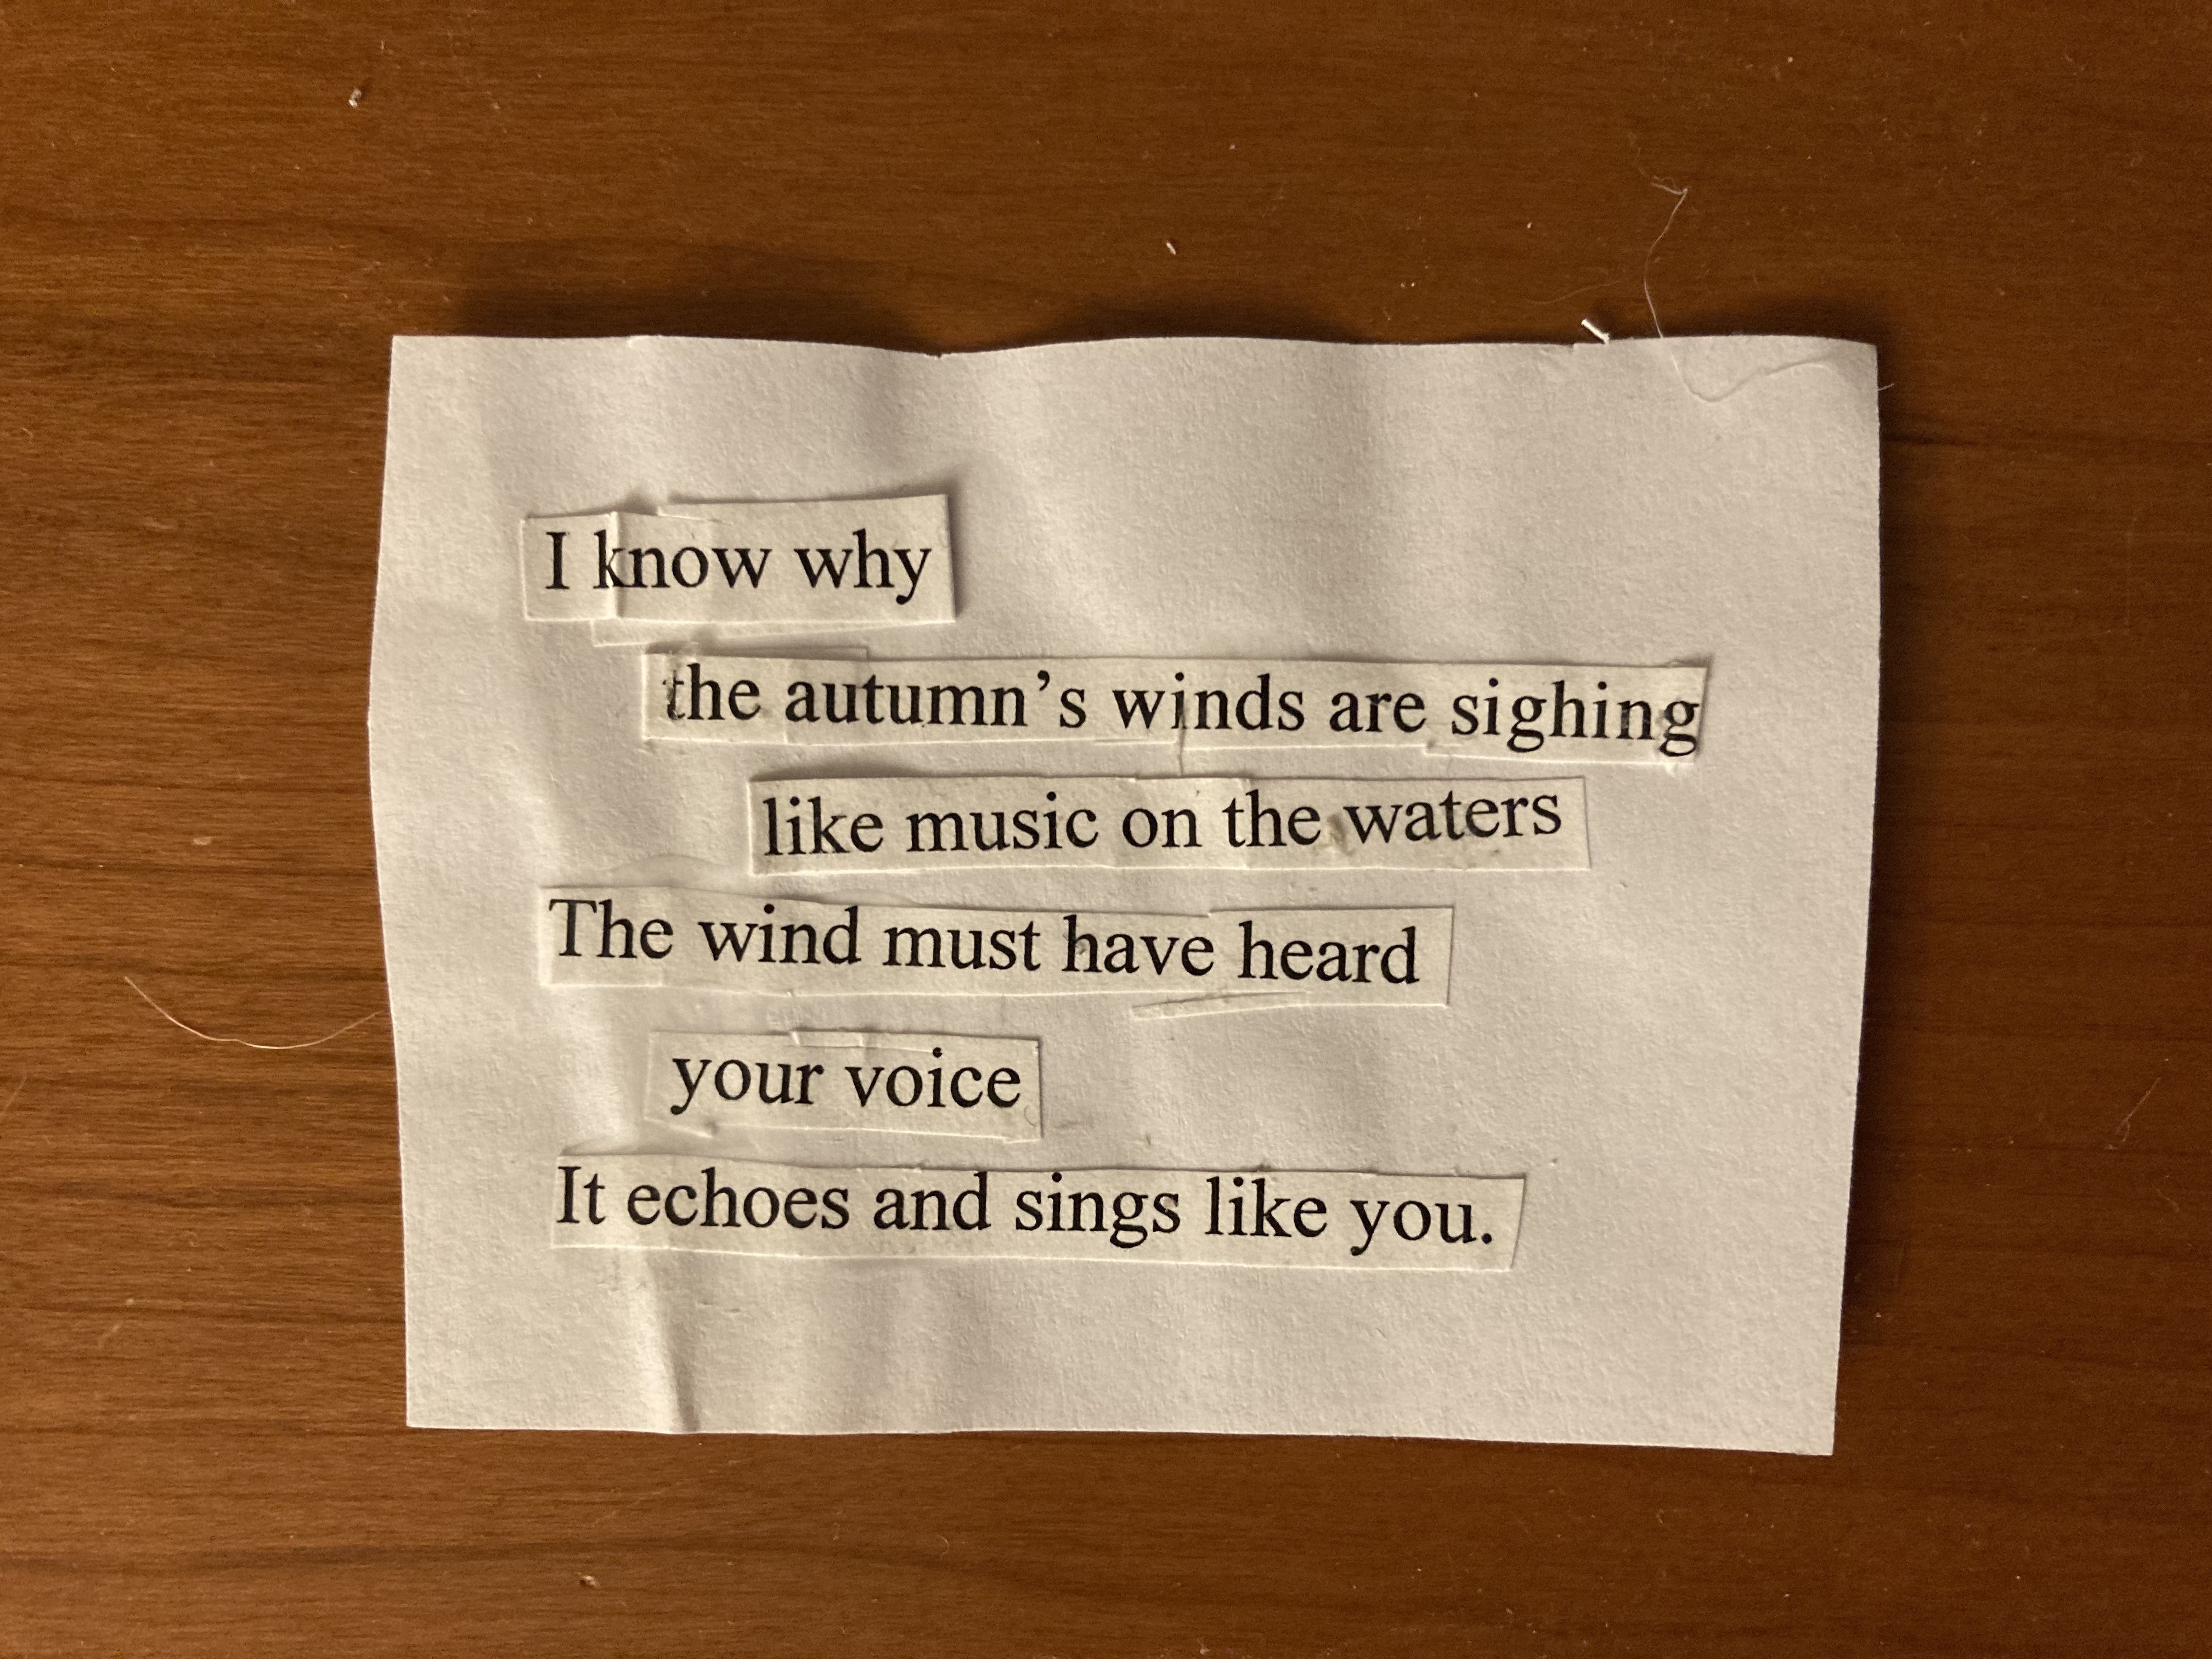 I know why
the autumn’s winds are sighing
like music on the waters
The wind must have heard
your voice
It echoes and sings like you.